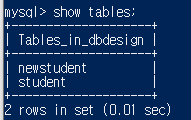 mysql> show tables;
+--------------------+
| Tables_in_dbdesign |
+--------------------+
| newstudent         |
| student            |
+--------------------+
2 rows in set (0.01 sec)